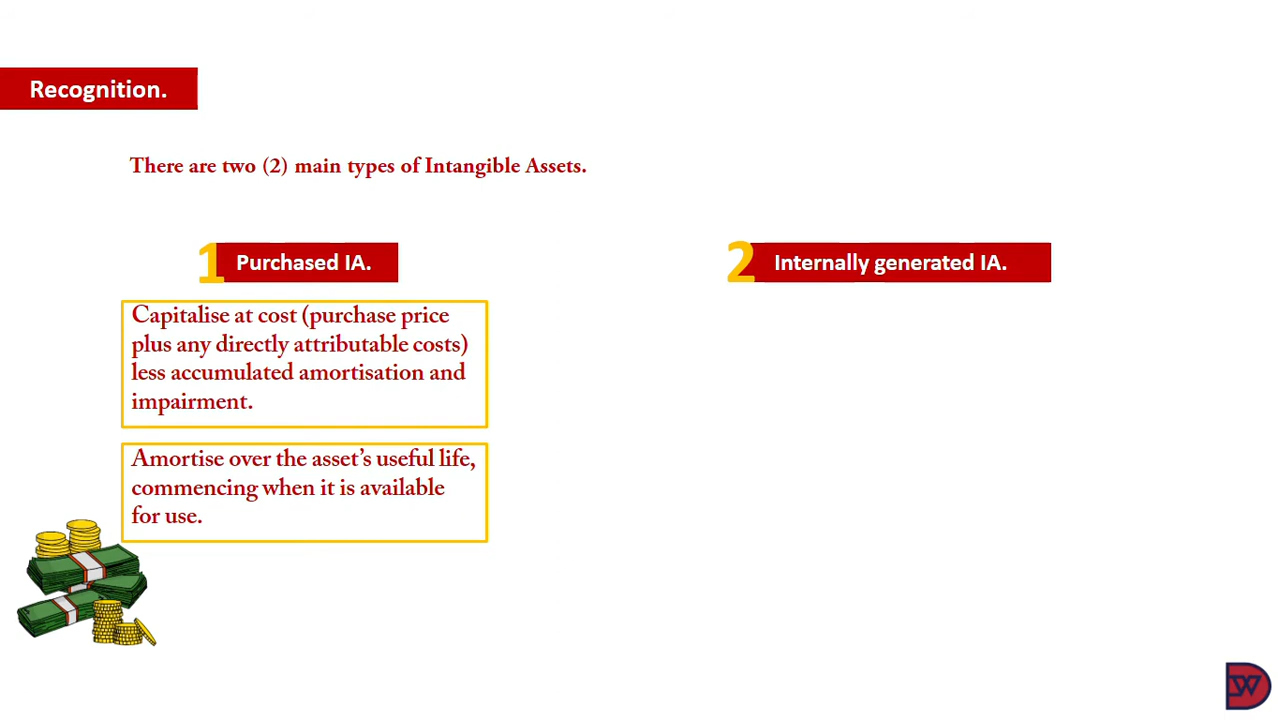 Recognition.
There are two (2) main types of Intangible Assets.
1 Purchased IA.
Capitalise at cost (purchase price
plus any directly attributable costs)
less accumulated amortisation and
impairment.
Amortise over the asset's useful life,
commencing when it is available
for use.
2 Internally generated IA.
DW